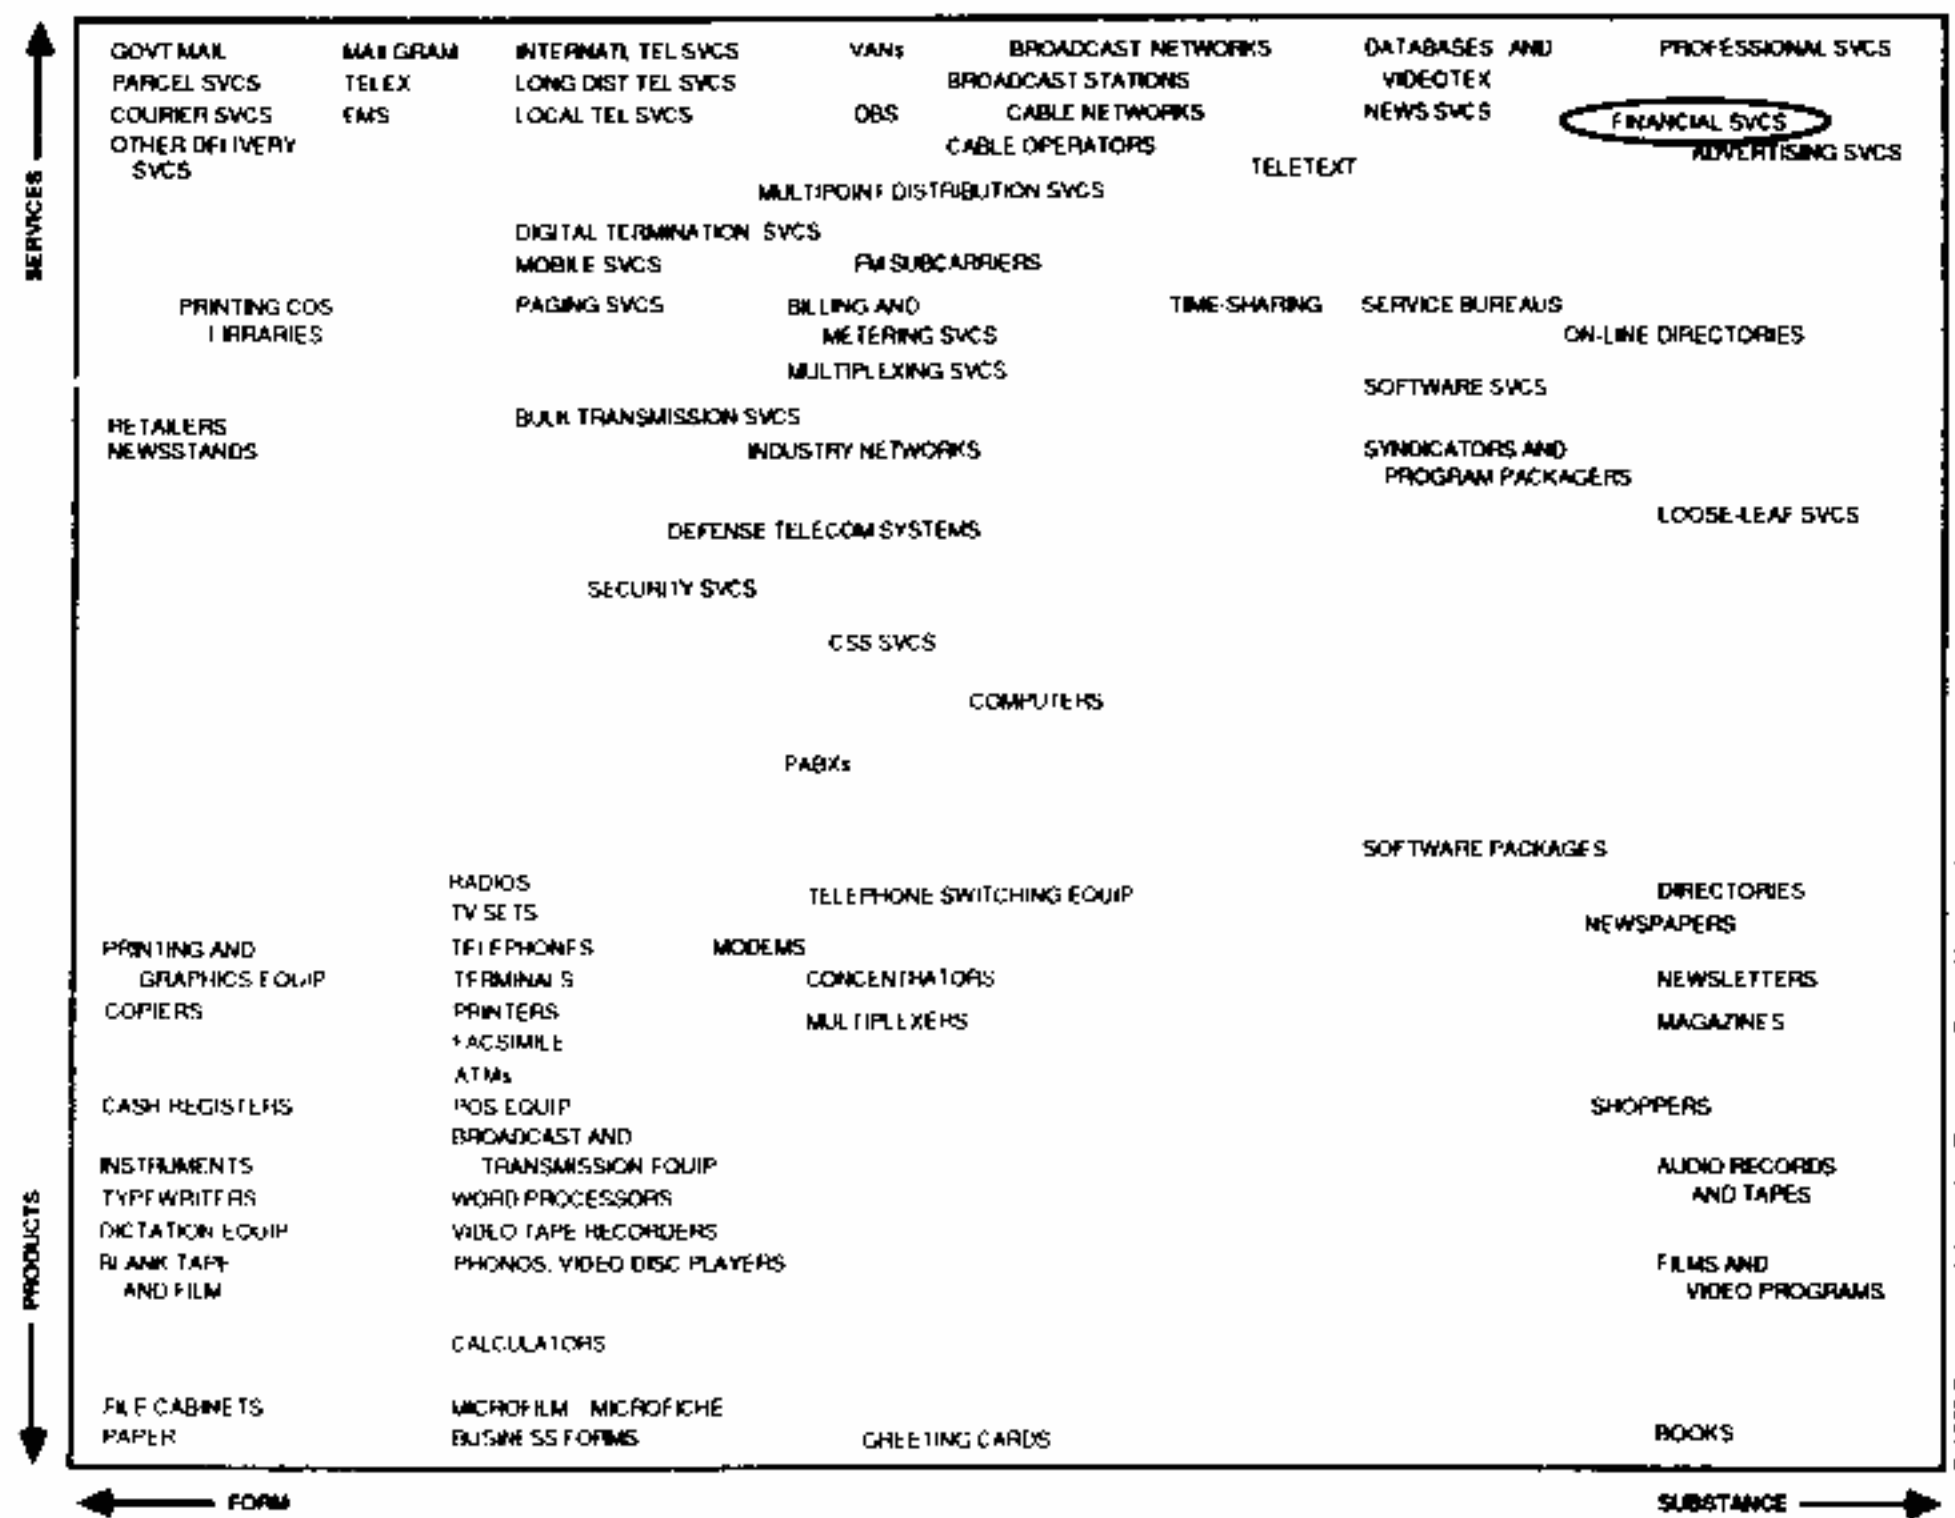 GOVT MAIL MAILGRAM INTERNATL TEL SVCS VANs BROADCAST NETWORKS DATABASES AND PROFESSIONAL SVCS
PARCEL SVCS TELEX LONG DIST TEL SVCS BROADCAST STATIONS VIDEOTEX
COURIER SVCS EMS LOCAL TEL SVCS DBS CABLE NETWORKS NEWS SVCS FINANCIAL SVCS
OTHER DELIVERY CABLE OPERATORS ADVERTISING SVCS
SVCS TELETEXT
MULTIPOINT DISTRIBUTION SVCS
SERVICES
DIGITAL TERMINATION SVCS
MOBILE SVCS FM SUBCARRIERS
PRINTING COS PAGING SVCS BILLING AND TIME-SHARING SERVICE BUREAUS
LIBRARIES METERING SVCS ON-LINE DIRECTORIES
MULTIPLEXING SVCS
SOFTWARE SVCS
RETAILERS BULK TRANSMISSION SVCS
NEWSSTANDS INDUSTRY NETWORKS SYNDICATORS AND
PROGRAM PACKAGERS
LOOSE-LEAF SVCS
DEFENSE TELECOM SYSTEMS
SECURITY SVCS
CSS SVCS
COMPUTERS
PABXs
SOFTWARE PACKAGES
RADIOS TELEPHONE SWITCHING EQUIP DIRECTORIES
TV SETS NEWSPAPERS
PRINTING AND TELEPHONES MODEMS
GRAPHICS EQUIP TERMINALS CONCENTRATORS NEWSLETTERS
COPIERS PRINTERS MULTIPLEXERS MAGAZINES
FACSIMILE
ATMs
CASH REGISTERS POS EQUIP SHOPPERS
BROADCAST AND
INSTRUMENTS TRANSMISSION EQUIP AUDIO RECORDS
TYPEWRITERS WORD PROCESSORS AND TAPES
DICTATION EQUIP VIDEO TAPE RECORDERS
BLANK TAPE PHONOS, VIDEO DISC PLAYERS FILMS AND
AND FILM VIDEO PROGRAMS
PRODUCTS
CALCULATORS
FILE CABINETS MICROFILM MICROFICHE
PAPER BUSINESS FORMS GREETING CARDS BOOKS
FORM SUBSTANCE